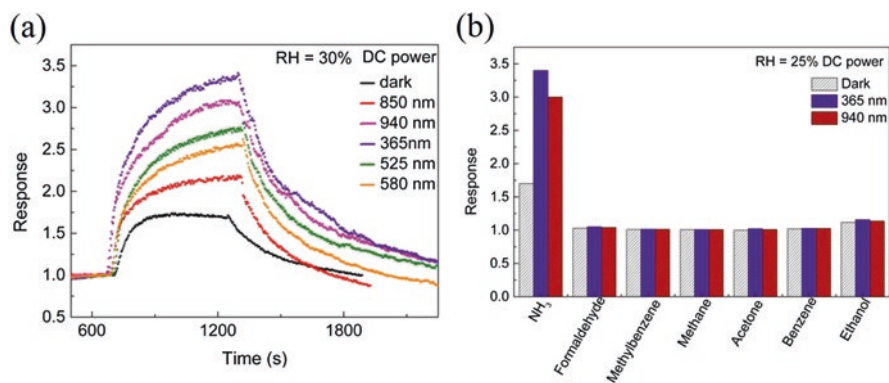 (a)
RH = 30% DC power
dark
850 nm
940 nm
365nm
525 nm
580 nm
3.5
3.0
2.5
2.0
1.5
1.0
0.5
Response
600
1200
1800
Time (s)
(b)
RH = 25% DC power
Dark
365 nm
940 nm
3.5
3.0
2.5
2.0
1.5
1.0
0.5
0.0
Response
NH₃
Formaldehyde
Methylbenzene
Methane
Acetone
Benzene
Ethanol